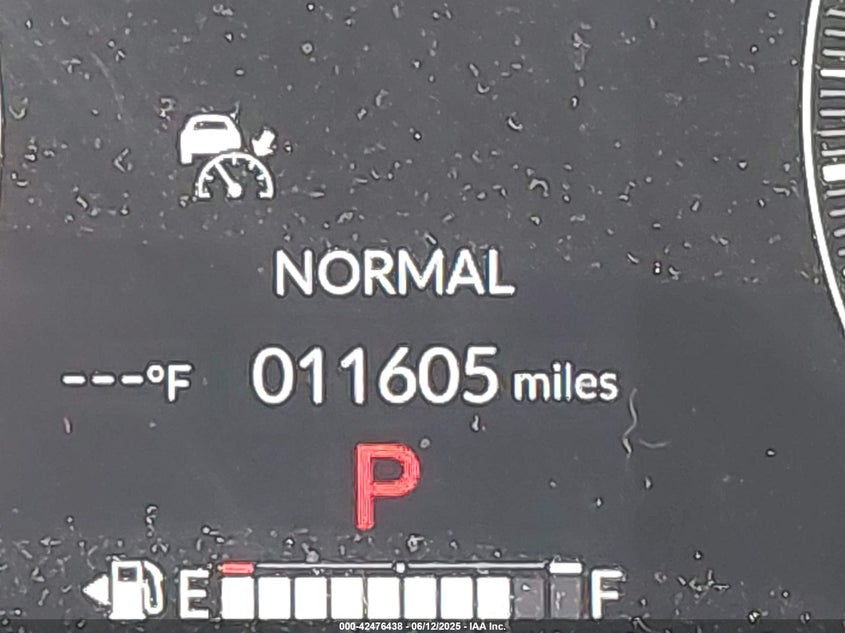 NORMAL
---°F 011605 miles
P
E F
000-42476438 - 06/12/2025 - IAA Inc.